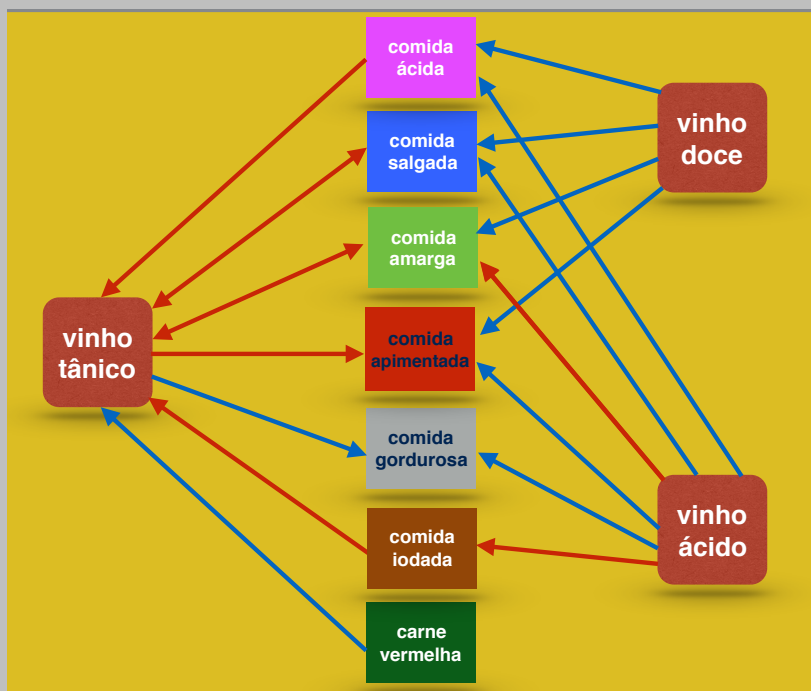 comida
ácida
vinho
doce
comida
salgada
comida
amarga
vinho
tânico
comida
apimentada
comida
gordurosa
vinho
ácido
comida
iodada
carne
vermelha